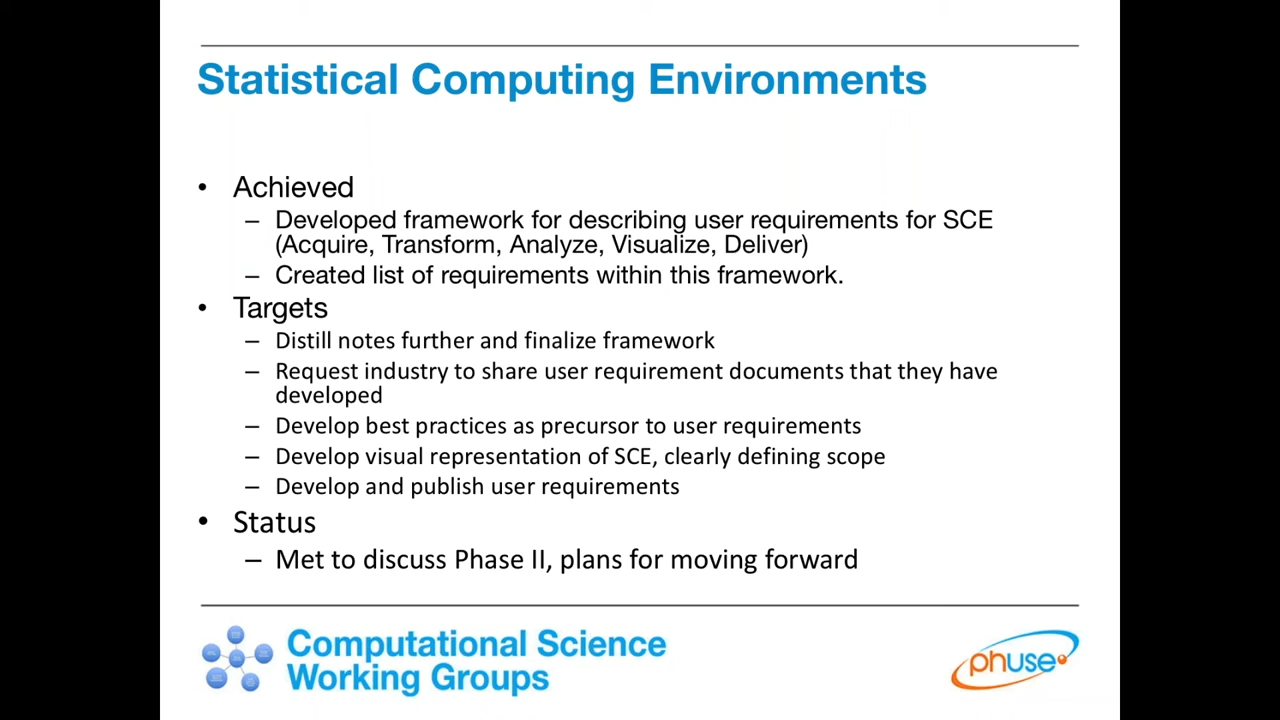 Statistical Computing Environments
• Achieved
– Developed framework for describing user requirements for SCE
(Acquire, Transform, Analyze, Visualize, Deliver)
– Created list of requirements within this framework.
• Targets
– Distill notes further and finalize framework
– Request industry to share user requirement documents that they have
developed
– Develop best practices as precursor to user requirements
– Develop visual representation of SCE, clearly defining scope
– Develop and publish user requirements
• Status
– Met to discuss Phase II, plans for moving forward
Computational Science
Working Groups
phuse